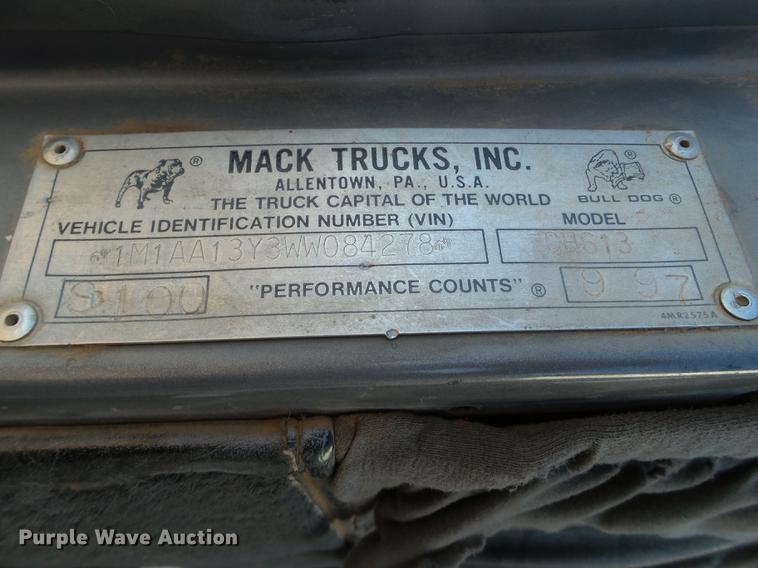 MACK TRUCKS, INC.
ALLENTOWN, PA., U.S.A.
THE TRUCK CAPITAL OF THE WORLD
BULL DOG ®
VEHICLE IDENTIFICATION NUMBER (VIN)
MODEL
1M1AA13Y3WW084278
CH613
S100
"PERFORMANCE COUNTS" ®
9 97
4MR2575A
Purple Wave Auction